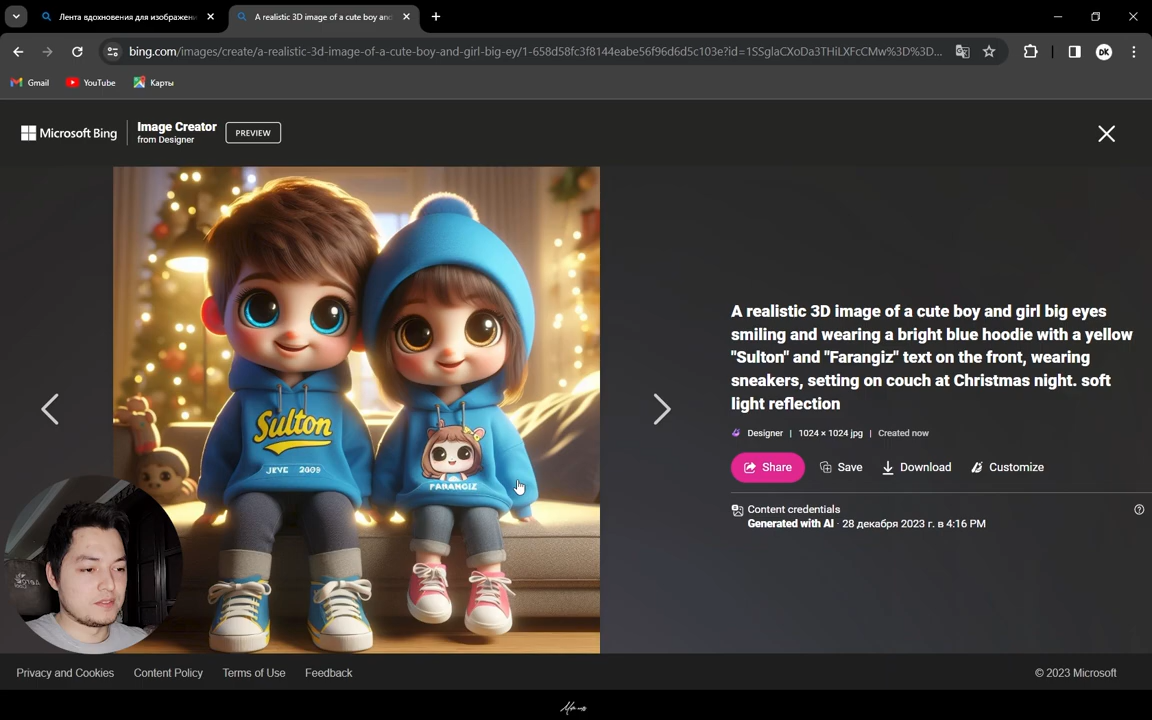 Лента вдохновения для изображени
A realistic 3D image of a cute boy and
bing.com/images/create/a-realistic-3d-image-of-a-cute-boy-and-girl-big-ey/1-658d58fc3f8144eabe56f96d6d5c103e?id=1SSglaCXoDa3THiLXFcCMw%3D%3D...
DK
Gmail
YouTube
Карты
Microsoft Bing
Image Creator
from Designer
PREVIEW
Sulton
JEVE 2009
FARANGIZ
A realistic 3D image of a cute boy and girl big eyes
smiling and wearing a bright blue hoodie with a yellow
"Sulton" and "Farangiz" text on the front, wearing
sneakers, setting on couch at Christmas night. soft
light reflection
Designer | 1024 × 1024 jpg | Created now
Share
Save
Download
Customize
Content credentials
Generated with AI · 28 декабря 2023 г. в 4:16 PM
Privacy and Cookies
Content Policy
Terms of Use
Feedback
© 2023 Microsoft